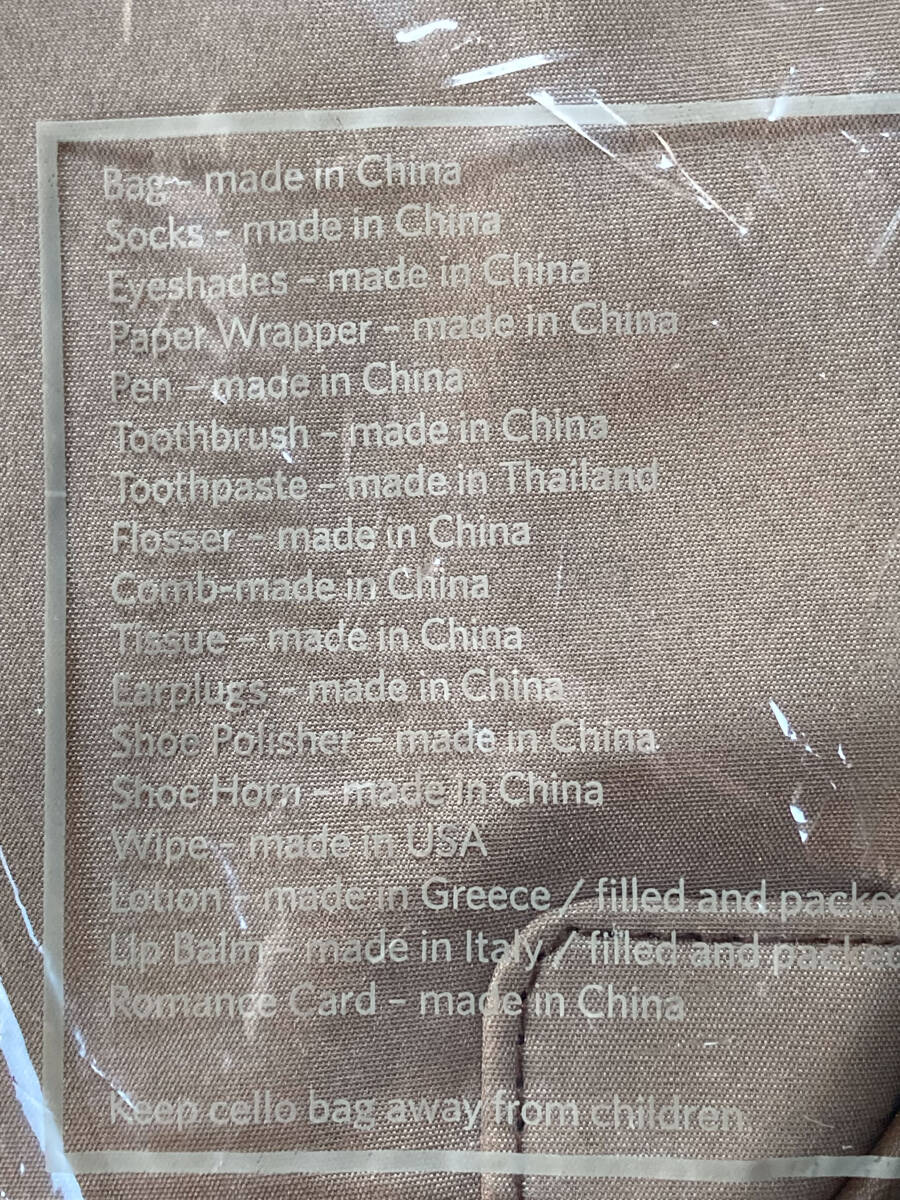 Bag - made in China
Socks - made in China
Eyeshades - made in China
Paper Wrapper - made in China
Pen - made in China
Toothbrush - made in China
Toothpaste - made in Thailand
Flosser - made in China
Comb-made in China
Tissue - made in China
Earplugs - made in China
Shoe Polisher - made in China
Shoe Horn - made in China
Wipe - made in USA
Lotion - made in Greece / filled and packed
Lip Balm - made in Italy / filled and packed
Romance Card - made in China
Keep cello bag away from children